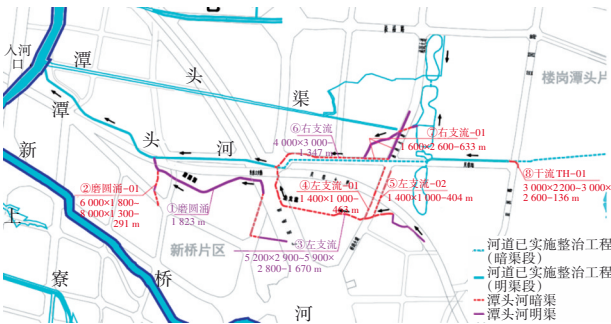 入河
口
潭
头
渠
潭
头
河
新
桥
河
上
寮
楼岗潭头片
新桥片区
⑥右支流
4 000×3 000-
1 347 m
⑦右支流-01
1 600×2 600-633 m
②磨圆涌-01
6 000×1 800-
8 000×1 300-
291 m
①磨圆涌
1 823 m
④左支流-01
1 400×1 000-
463 m
⑤左支流-02
1 400×1 000-404 m
⑧干流TH-01
3 000×2 200-3 000×
2 600-136 m
③左支流
5 200×2 900-5 900×
2 800-1 670 m
河道已实施整治工程
(暗渠段)
河道已实施整治工程
(明渠段)
潭头河暗渠
潭头河明渠